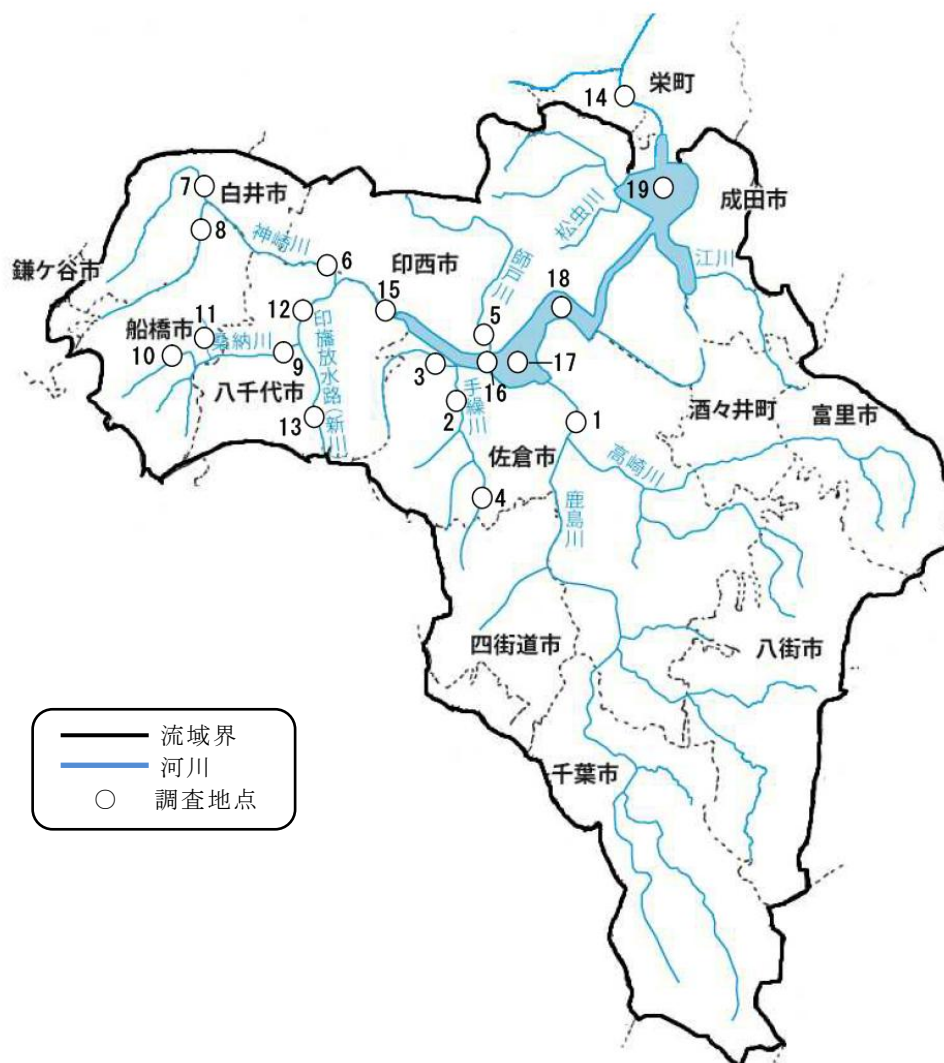 栄町
14
7
白井市
19
成田市
松虫川
8
神崎川
師戸川
江川
鎌ケ谷市
6
印西市
18
15
12
船橋市
11
印旛放水路(新川)
5
桑納川
10
9
3
17
16
八千代市
手繰川
酒々井町
富里市
13
2
1
佐倉市
高崎川
4
鹿島川
四街道市
八街市
千葉市
流域界
河川
調査地点